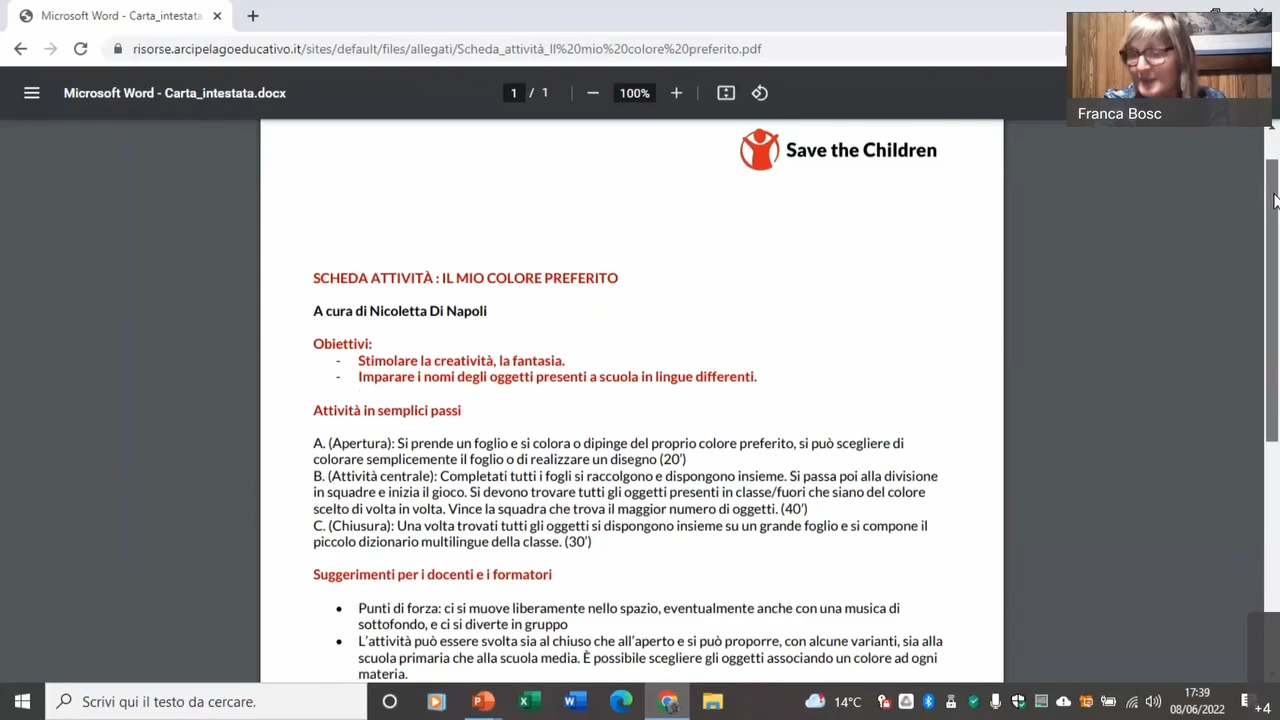 Microsoft Word - Carta_intestata
risorse.arcipelagoeducativo.it/sites/default/files/allegati/Scheda_attività_Il%20mio%20colore%20preferito.pdf
Microsoft Word - Carta_intestata.docx
1 / 1
100%
Franca Bosc
Save the Children
SCHEDA ATTIVITÀ : IL MIO COLORE PREFERITO
A cura di Nicoletta Di Napoli
Obiettivi:
- Stimolare la creatività, la fantasia.
- Imparare i nomi degli oggetti presenti a scuola in lingue differenti.
Attività in semplici passi
A. (Apertura): Si prende un foglio e si colora o dipinge del proprio colore preferito, si può scegliere di
colorare semplicemente il foglio o di realizzare un disegno (20’)
B. (Attività centrale): Completati tutti i fogli si raccolgono e dispongono insieme. Si passa poi alla divisione
in squadre e inizia il gioco. Si devono trovare tutti gli oggetti presenti in classe/fuori che siano del colore
scelto di volta in volta. Vince la squadra che trova il maggior numero di oggetti. (40’)
C. (Chiusura): Una volta trovati tutti gli oggetti si dispongono insieme su un grande foglio e si compone il
piccolo dizionario multilingue della classe. (30’)
Suggerimenti per i docenti e i formatori
• Punti di forza: ci si muove liberamente nello spazio, eventualmente anche con una musica di
sottofondo, e ci si diverte in gruppo
• L’attività può essere svolta sia al chiuso che all’aperto e si può proporre, con alcune varianti, sia alla
scuola primaria che alla scuola media. È possibile scegliere gli oggetti associando un colore ad ogni
materia.
Scrivi qui il testo da cercare.
14°C
17:39
08/06/2022
+4